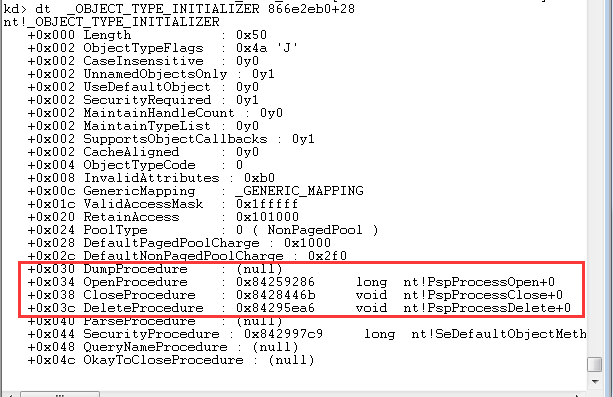 kd> dt  _OBJECT_TYPE_INITIALIZER 866e2eb0+28
nt!_OBJECT_TYPE_INITIALIZER
   +0x000 Length           : 0x50
   +0x002 ObjectTypeFlags  : 0x4a 'J'
   +0x002 CaseInsensitive  : 0y0
   +0x002 UnnamedObjectsOnly : 0y1
   +0x002 UseDefaultObject : 0y0
   +0x002 SecurityRequired : 0y1
   +0x002 MaintainHandleCount : 0y0
   +0x002 MaintainTypeList : 0y0
   +0x002 SupportsObjectCallbacks : 0y1
   +0x002 CacheAligned     : 0y0
   +0x004 ObjectTypeCode   : 0
   +0x008 InvalidAttributes : 0xb0
   +0x00c GenericMapping   : _GENERIC_MAPPING
   +0x01c ValidAccessMask  : 0x1fffff
   +0x020 RetainAccess     : 0x101000
   +0x024 PoolType         : 0 ( NonPagedPool )
   +0x028 DefaultPagedPoolCharge : 0x1000
   +0x02c DefaultNonPagedPoolCharge : 0x2f0
   +0x030 DumpProcedure    : (null)
   +0x034 OpenProcedure    : 0x84259286     long  nt!PspProcessOpen+0
   +0x038 CloseProcedure   : 0x8428446b     void  nt!PspProcessClose+0
   +0x03c DeleteProcedure  : 0x84295ea6     void  nt!PspProcessDelete+0
   +0x040 ParseProcedure   : (null)
   +0x044 SecurityProcedure : 0x842997c9     long  nt!SeDefaultObjectMeth
   +0x048 QueryNameProcedure : (null)
   +0x04c OkayToCloseProcedure : (null)